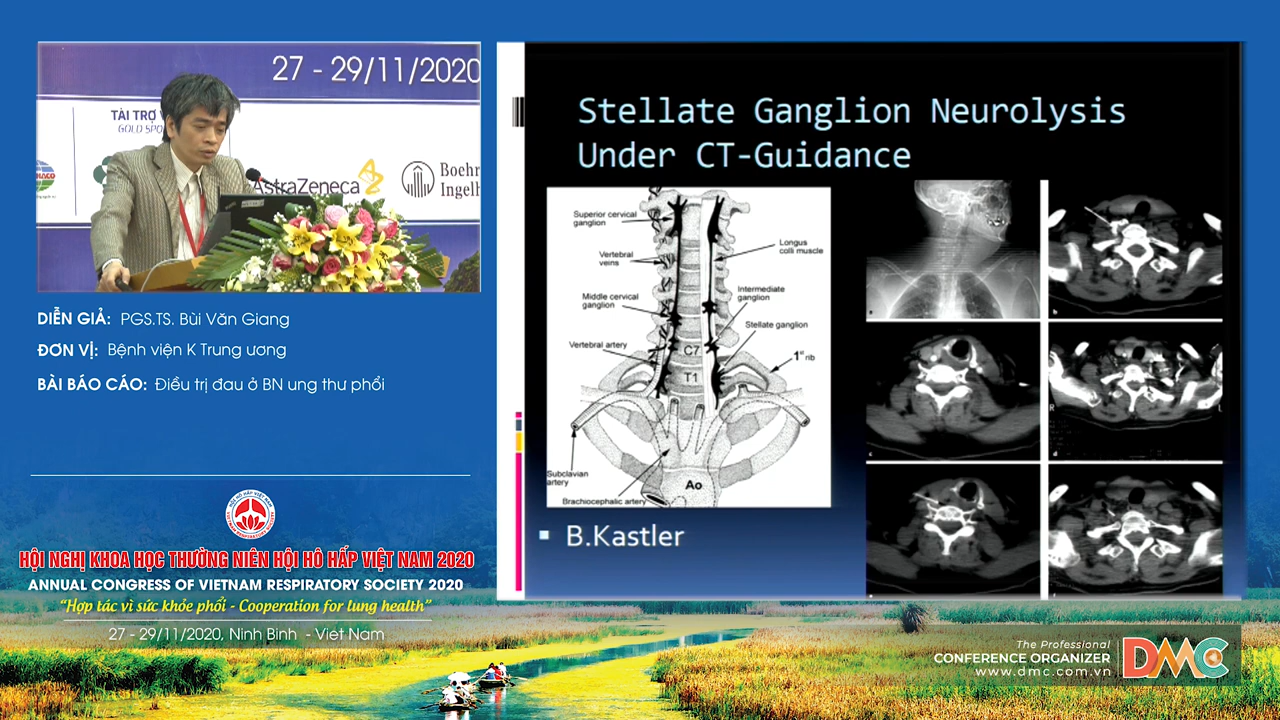 27 - 29/11/2020
TÀI TRỢ V
GOLD SPO
AstraZeneca
Boehr
Ingelh
DIỄN GIẢ: PGS.TS. Bùi Văn Giang
ĐƠN VỊ: Bệnh viện K Trung ương
BÀI BÁO CÁO: Điều trị đau ở BN ung thư phổi
HỘI NGHỊ KHOA HỌC THƯỜNG NIÊN HỘI HÔ HẤP VIỆT NAM 2020
ANNUAL CONGRESS OF VIETNAM RESPIRATORY SOCIETY 2020
“Hợp tác vì sức khỏe phổi - Cooperation for lung health”
27 - 29/11/2020, Ninh Binh - Viet Nam
Stellate Ganglion Neurolysis
Under CT-Guidance
Superior cervical
ganglion
Vertebral
veins
Middle cervical
ganglion
Vertebral artery
Subclavian
artery
Brachiocephalic artery
Longus
colli muscle
Intermediate
ganglion
Stellate ganglion
1st rib
C7
T1
Ao
a
b
c
d
R
L
B.Kastler
The Professional
CONFERENCE ORGANIZER
www.dmc.com.vn
DMC